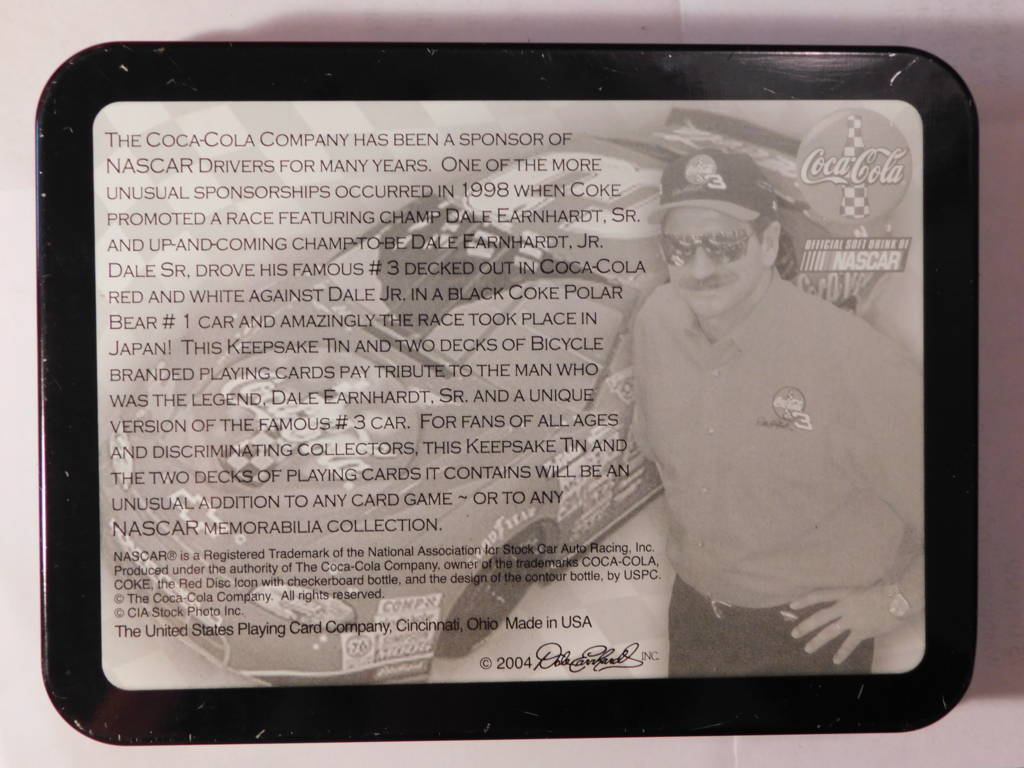 Coca-Cola
OFFICIAL SOFT DRINK OF
NASCAR
3
3
THE COCA-COLA COMPANY HAS BEEN A SPONSOR OF
NASCAR DRIVERS FOR MANY YEARS. ONE OF THE MORE
UNUSUAL SPONSORSHIPS OCCURRED IN 1998 WHEN COKE
PROMOTED A RACE FEATURING CHAMP DALE EARNHARDT, SR.
AND UP-AND-COMING CHAMP-TO-BE DALE EARNHARDT, JR.
DALE SR. DROVE HIS FAMOUS # 3 DECKED OUT IN COCA-COLA
RED AND WHITE AGAINST DALE JR. IN A BLACK COKE POLAR
BEAR # 1 CAR AND AMAZINGLY THE RACE TOOK PLACE IN
JAPAN! THIS KEEPSAKE TIN AND TWO DECKS OF BICYCLE
BRANDED PLAYING CARDS PAY TRIBUTE TO THE MAN WHO
WAS THE LEGEND, DALE EARNHARDT, SR. AND A UNIQUE
VERSION OF THE FAMOUS # 3 CAR. FOR FANS OF ALL AGES
AND DISCRIMINATING COLLECTORS, THIS KEEPSAKE TIN AND
THE TWO DECKS OF PLAYING CARDS IT CONTAINS WILL BE AN
UNUSUAL ADDITION TO ANY CARD GAME ~ OR TO ANY
NASCAR MEMORABILIA COLLECTION.
NASCAR® is a Registered Trademark of the National Association for Stock Car Auto Racing, Inc.
Produced under the authority of The Coca-Cola Company, owner of the trademarks COCA-COLA,
COKE, the Red Disc loop with checkerboard bottle, and the design of the contour bottle, by USPC.
© The Coca-Cola Company. All rights reserved.
© CIA Stock Photo Inc.
The United States Playing Card Company, Cincinnati, Ohio Made in USA
© 2004 Dale Earnhardt INC.
76